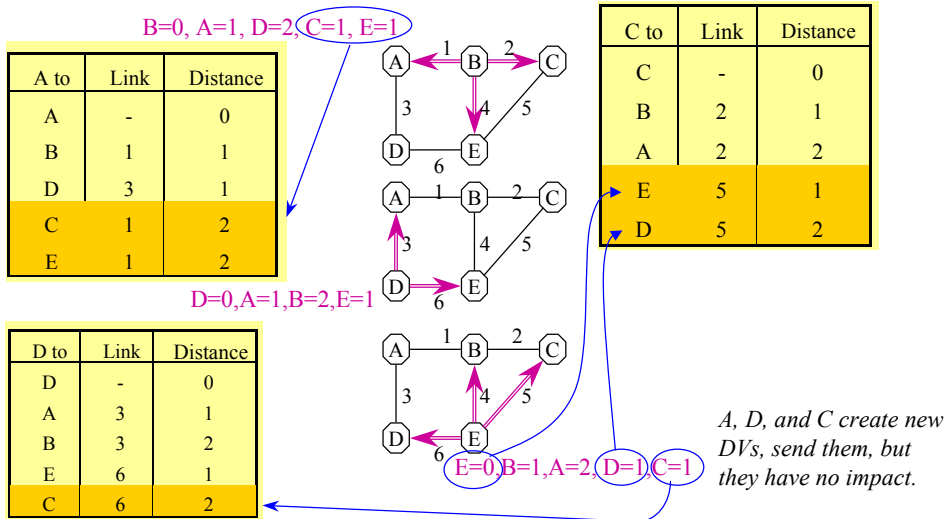 B=0, A=1, D=2, C=1, E=1
A to Link Distance
A - 0
B 1 1
D 3 1
C 1 2
E 1 2
A 1 B 2 C
3 4 5
D 6 E
C to Link Distance
C - 0
B 2 1
A 2 2
E 5 1
D 5 2
A 1 B 2 C
3 4 5
D 6 E
D=0,A=1,B=2,E=1
D to Link Distance
D - 0
A 3 1
B 3 2
E 6 1
C 6 2
A 1 B 2 C
3 4 5
D 6 E
E=0,B=1,A=2, D=1,C=1
A, D, and C create new
DVs, send them, but
they have no impact.